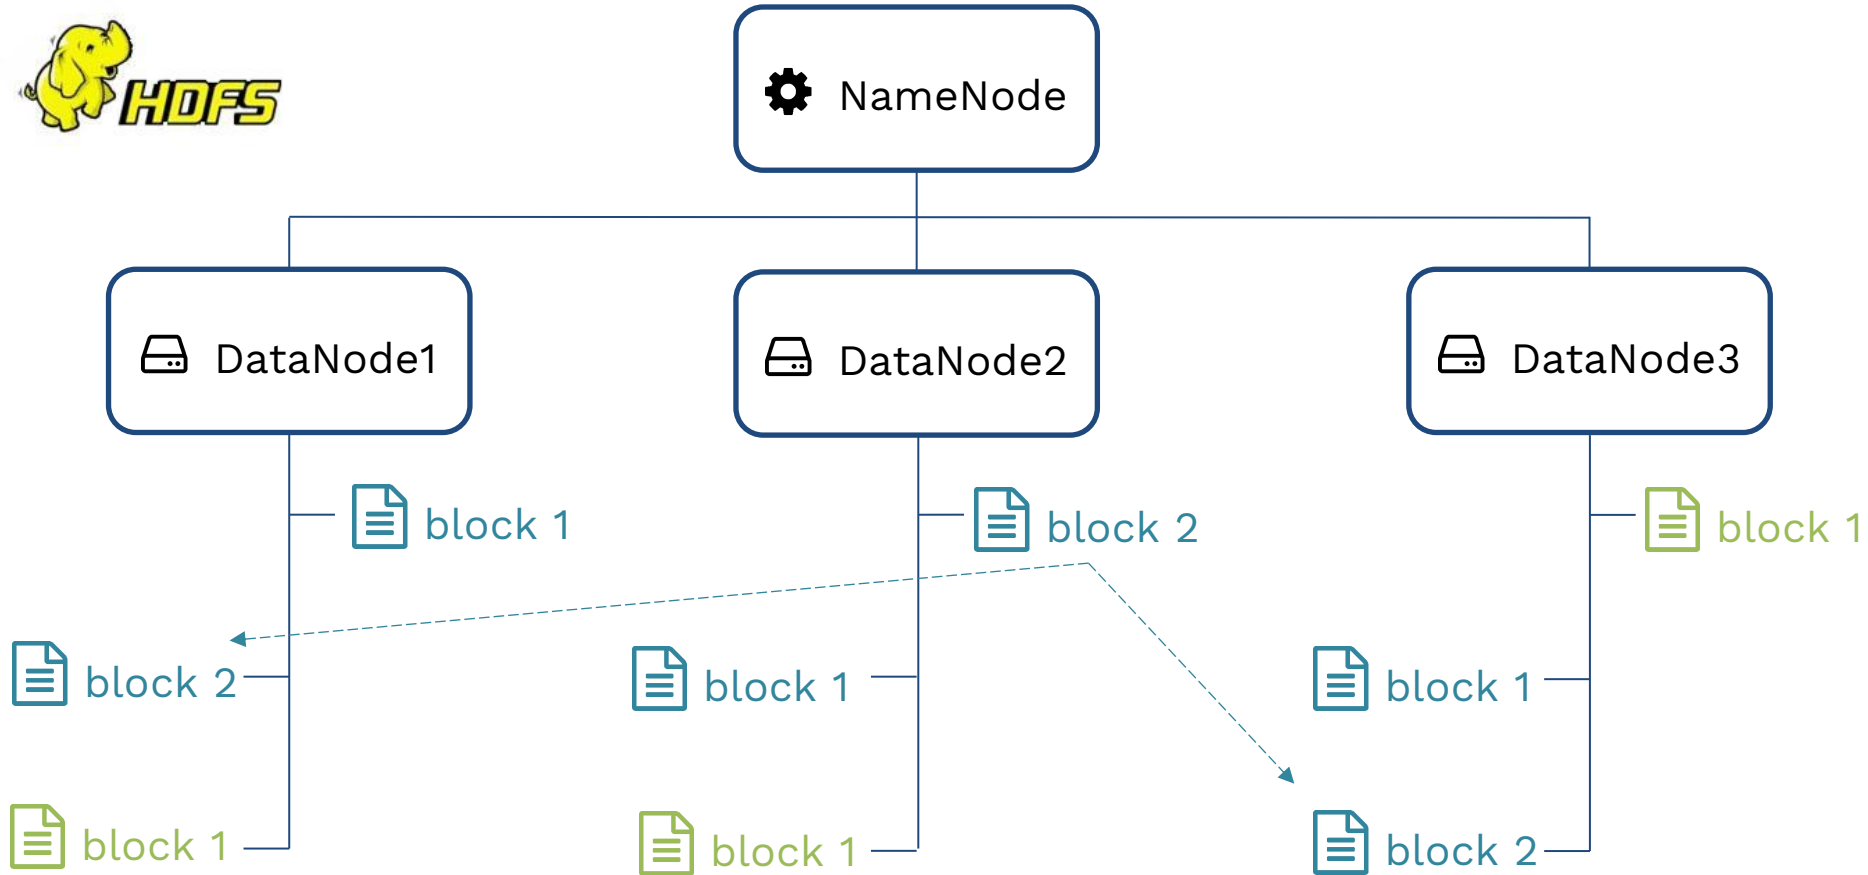 HDFS
NameNode
DataNode1
DataNode2
DataNode3
block 1
block 2
block 1
block 2
block 1
block 1
block 1
block 1
block 2